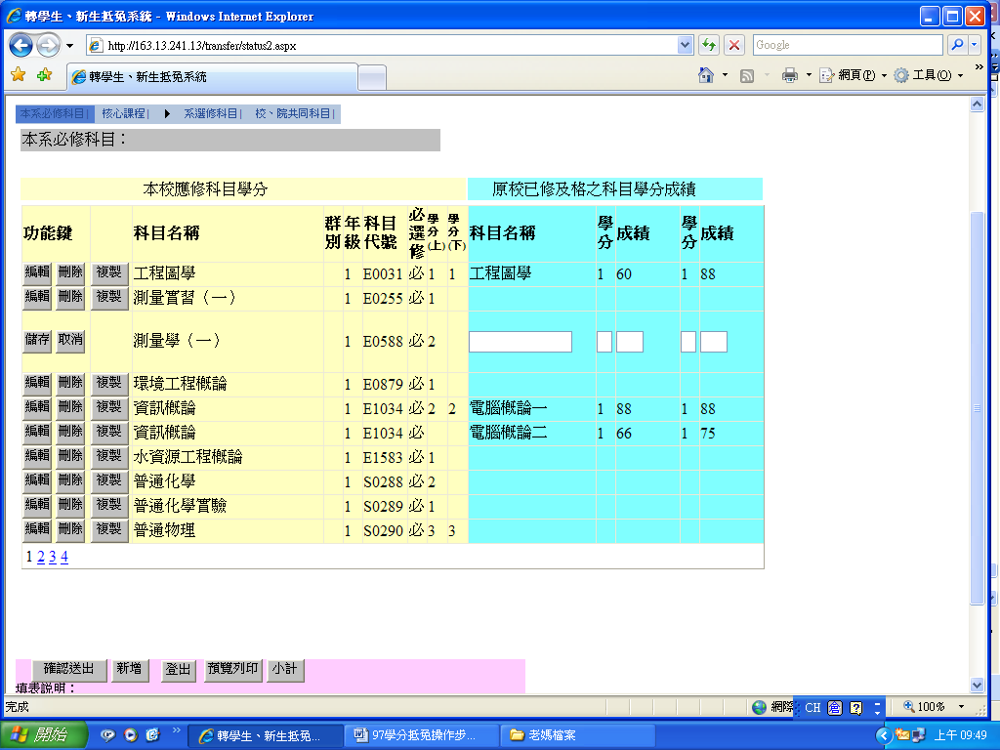 轉學生、新生抵免系統 - Windows Internet Explorer
http://163.13.241.13/transfer/status2.aspx
Google
轉學生、新生抵免系統
網頁(P)
工具(O)
本系必修科目| 核心課程| 系選修科目| 校、院共同科目|
本系必修科目：
本校應修科目學分 原校已修及格之科目學分成績
功能鍵 科目名稱 群別 年級 科目代號 必選修 學分(上) 學分(下) 科目名稱 學分 成績 學分 成績
編輯 刪除 複製 工程圖學 1 E0031 必 1 1 工程圖學 1 60 1 88
編輯 刪除 複製 測量實習（一） 1 E0255 必 1
儲存 取消 測量學（一） 1 E0588 必 2
編輯 刪除 複製 環境工程概論 1 E0879 必 1
編輯 刪除 複製 資訊概論 1 E1034 必 2 2 電腦概論一 1 88 1 88
編輯 刪除 複製 資訊概論 1 E1034 必 電腦概論二 1 66 1 75
編輯 刪除 複製 水資源工程概論 1 E1583 必 1
編輯 刪除 複製 普通化學 1 S0288 必 2
編輯 刪除 複製 普通化學實驗 1 S0289 必 1
編輯 刪除 複製 普通物理 1 S0290 必 3 3
1 2 3 4
確認送出 新增 登出 預覽列印 小計
填表說明：
完成
網際
CH
100%
開始
轉學生、新生抵免...
97學分抵免操作步...
老媽檔案
上午 09:49